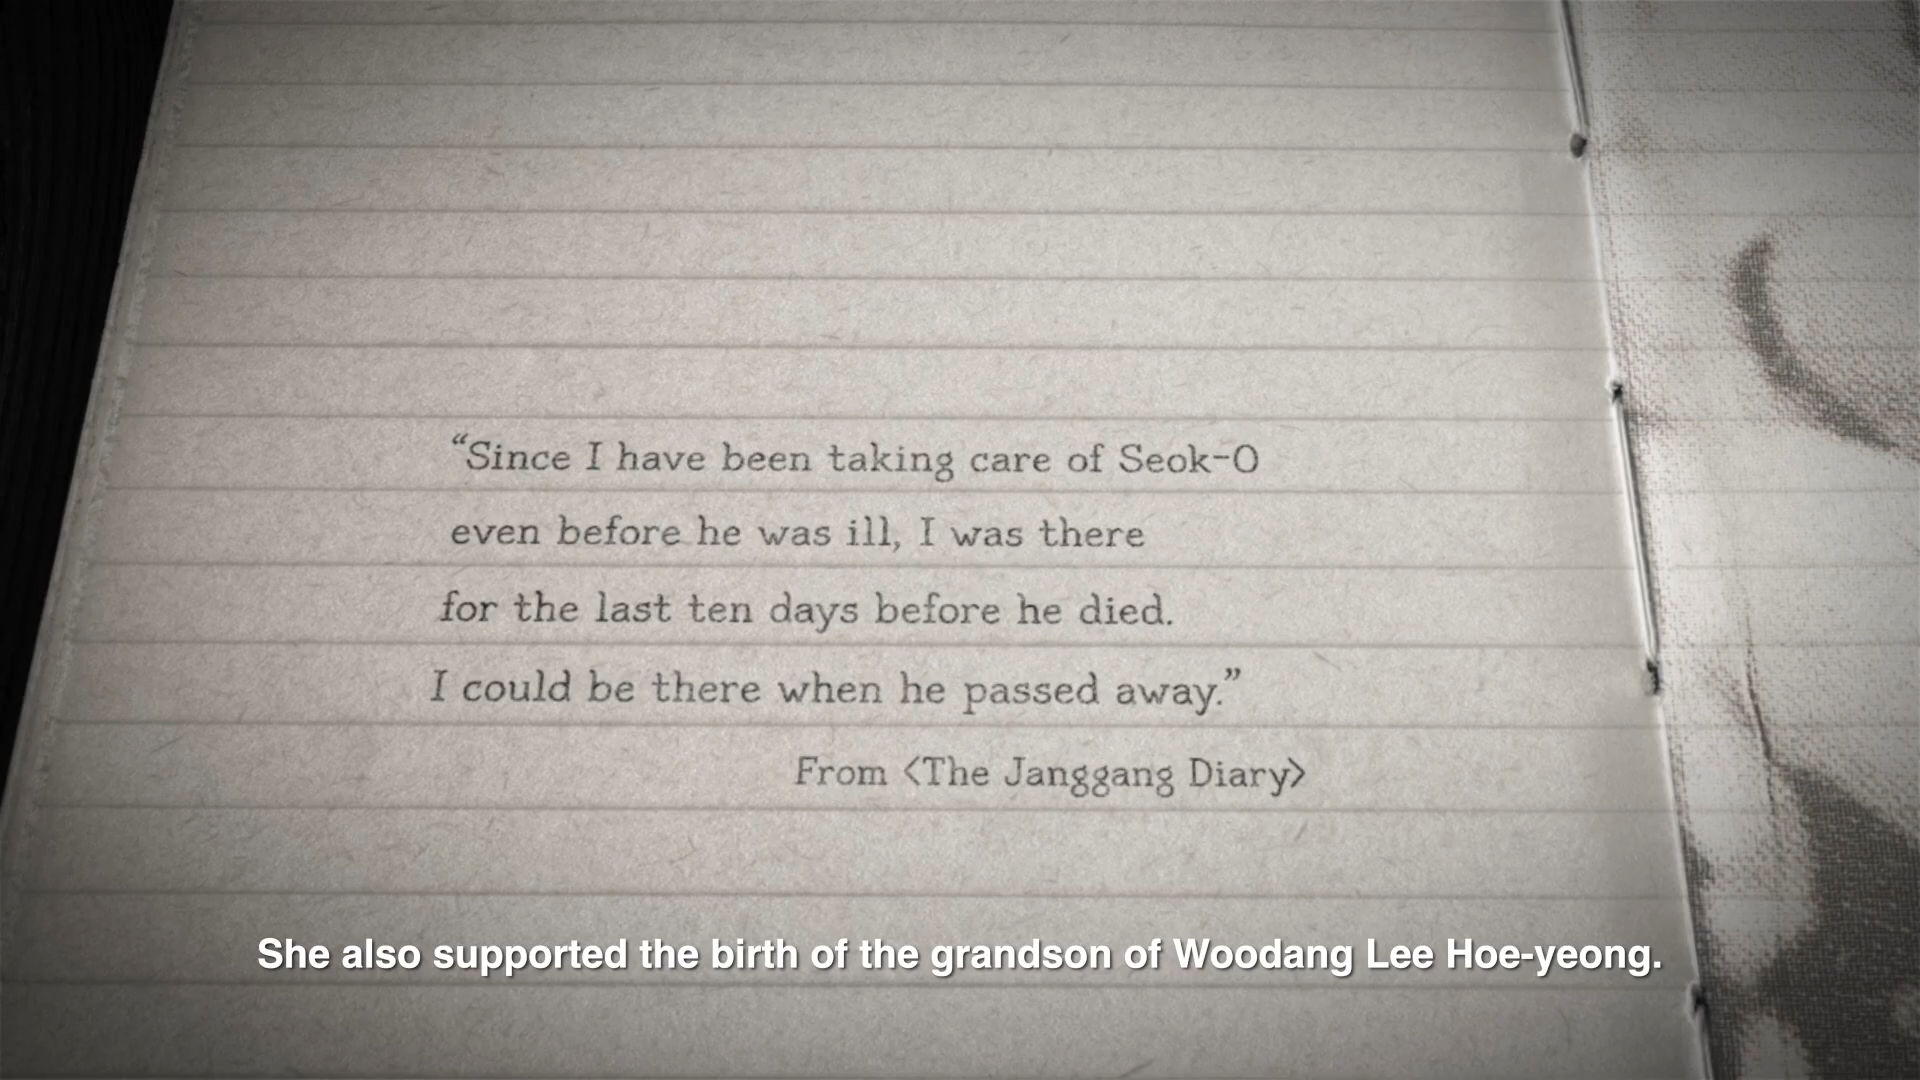 “Since I have been taking care of Seok-O
even before he was ill, I was there
for the last ten days before he died.
I could be there when he passed away.”
From <The Janggang Diary>
She also supported the birth of the grandson of Woodang Lee Hoe-yeong.